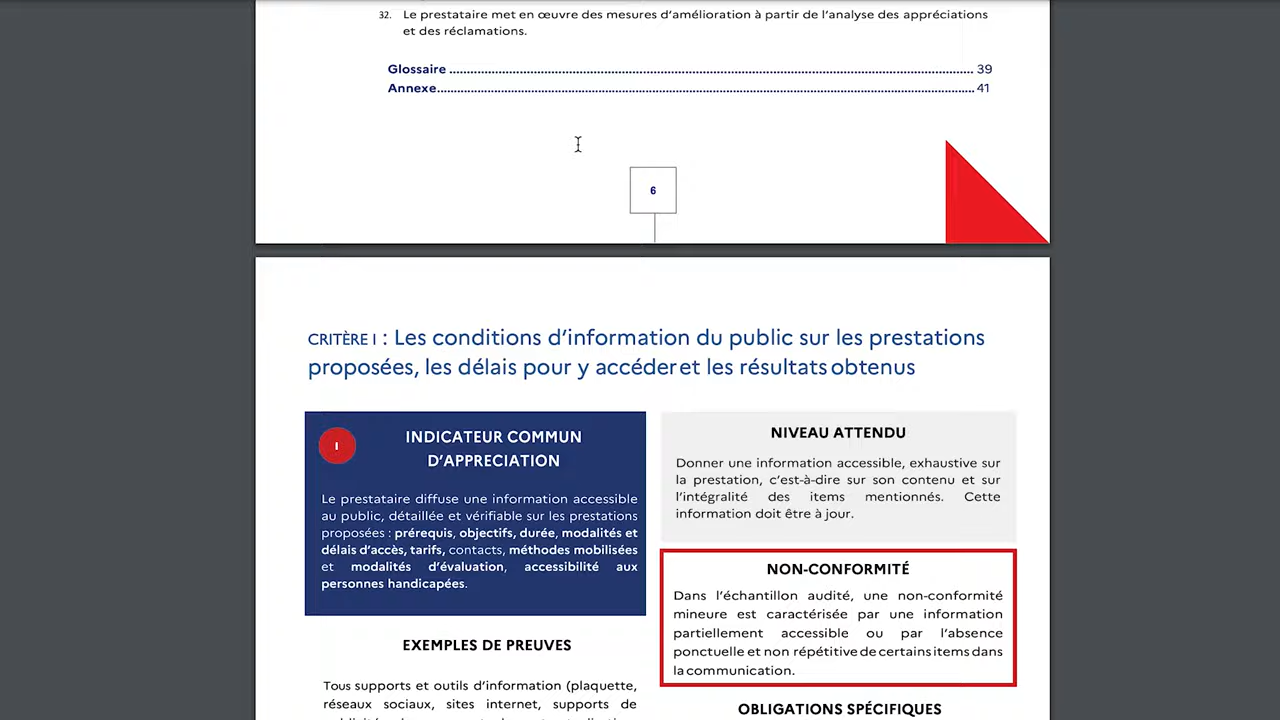 32. Le prestataire met en œuvre des mesures d'amélioration à partir de l'analyse des appréciations
et des réclamations.
Glossaire ........................................................................ 39
Annexe........................................................................ 41
6
CRITÈRE I : Les conditions d'information du public sur les prestations
proposées, les délais pour y accéder et les résultats obtenus
I
INDICATEUR COMMUN
D'APPRECIATION
Le prestataire diffuse une information accessible
au public, détaillée et vérifiable sur les prestations
proposées : prérequis, objectifs, durée, modalités et
délais d'accès, tarifs, contacts, méthodes mobilisées
et modalités d'évaluation, accessibilité aux
personnes handicapées.
EXEMPLES DE PREUVES
Tous supports et outils d'information (plaquette,
réseaux sociaux, sites internet, supports de
NIVEAU ATTENDU
Donner une information accessible, exhaustive sur
la prestation, c'est-à-dire sur son contenu et sur
l'intégralité des items mentionnés. Cette
information doit être à jour.
NON-CONFORMITÉ
Dans l'échantillon audité, une non-conformité
mineure est caractérisée par une information
partiellement accessible ou par l'absence
ponctuelle et non répétitive de certains items dans
la communication.
OBLIGATIONS SPÉCIFIQUES